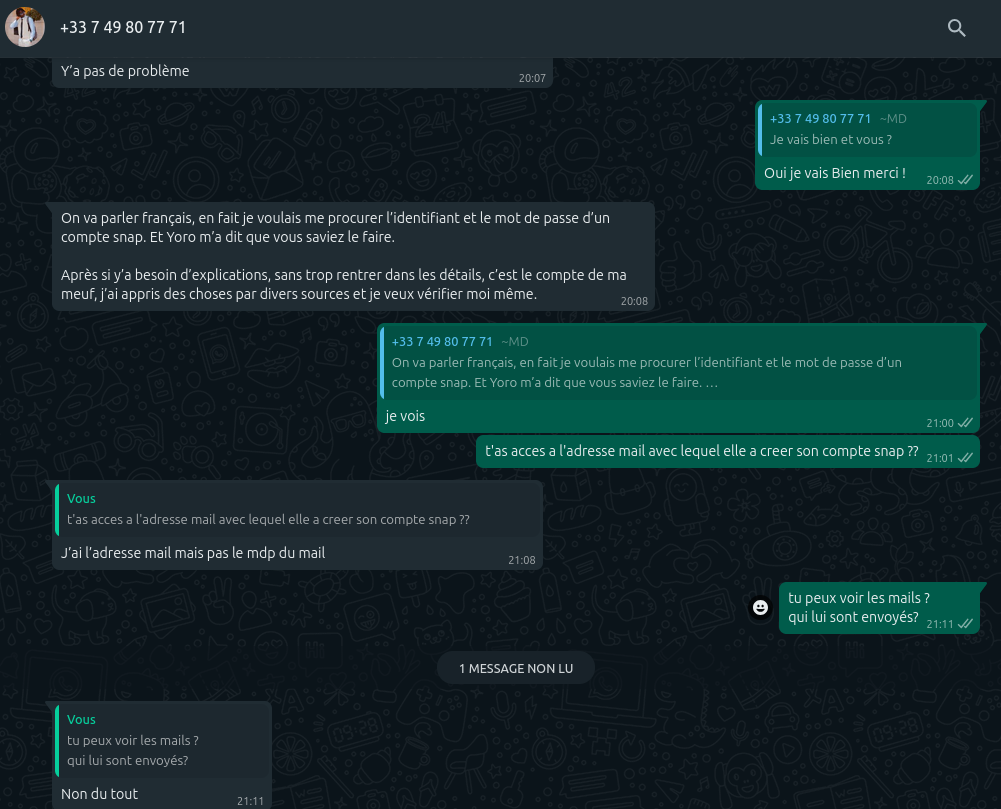 +33 7 49 80 77 71
Y'a pas de problème
20:07
+33 7 49 80 77 71 ~MD
Je vais bien et vous ?
Oui je vais Bien merci !
20:08
On va parler français, en fait je voulais me procurer l'identifiant et le mot de passe d'un
compte snap. Et Yoro m'a dit que vous saviez le faire.
Après si y'a besoin d'explications, sans trop rentrer dans les détails, c'est le compte de ma
meuf, j'ai appris des choses par divers sources et je veux vérifier moi même.
20:08
+33 7 49 80 77 71 ~MD
On va parler français, en fait je voulais me procurer l'identifiant et le mot de passe d'un
compte snap. Et Yoro m'a dit que vous saviez le faire. …
je vois
21:00
t'as acces a l'adresse mail avec lequel elle a creer son compte snap ??
21:01
Vous
t'as acces a l'adresse mail avec lequel elle a creer son compte snap ??
J'ai l'adresse mail mais pas le mdp du mail
21:08
tu peux voir les mails ?
qui lui sont envoyés?
21:11
1 MESSAGE NON LU
Vous
tu peux voir les mails ?
qui lui sont envoyés?
Non du tout
21:11